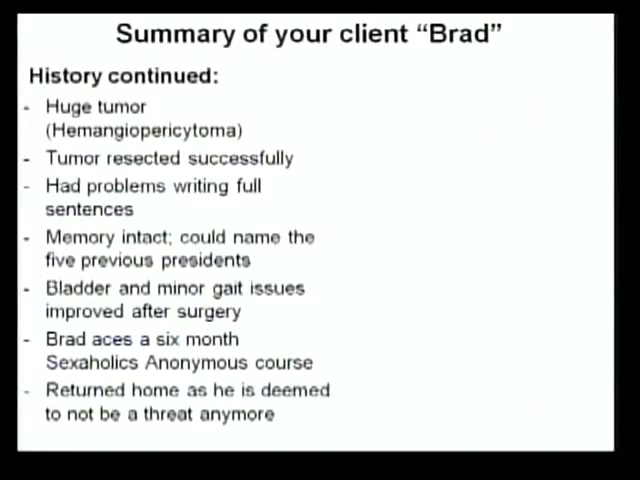 Summary of your client “Brad”
History continued:
- Huge tumor
(Hemangiopericytoma)
- Tumor resected successfully
- Had problems writing full
sentences
- Memory intact; could name the
five previous presidents
- Bladder and minor gait issues
improved after surgery
- Brad aces a six month
Sexaholics Anonymous course
- Returned home as he is deemed
to not be a threat anymore